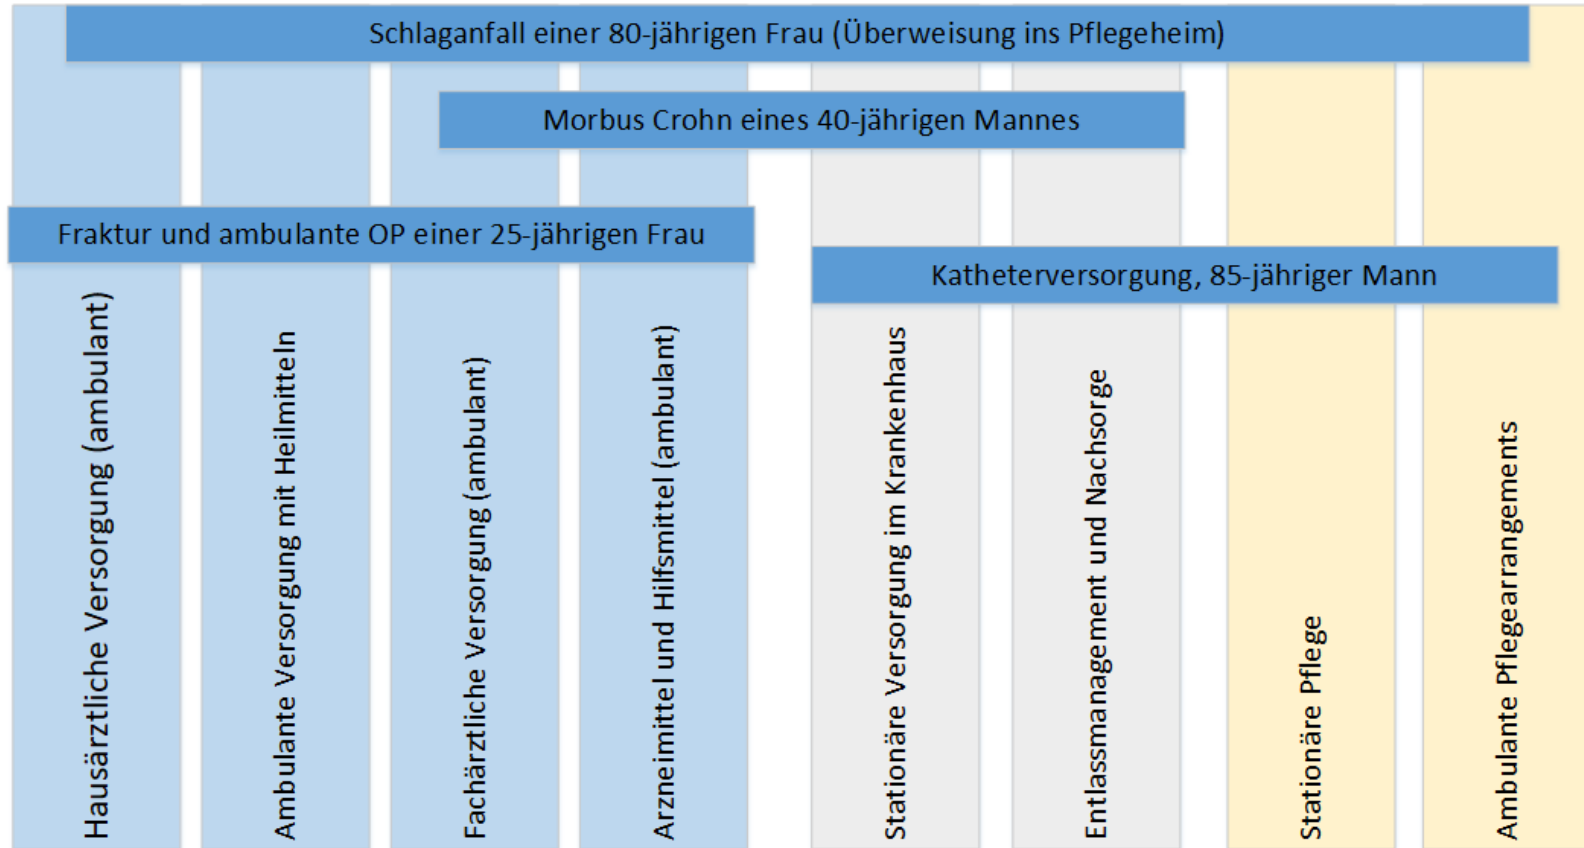 Schlaganfall einer 80-jährigen Frau (Überweisung ins Pflegeheim)
Morbus Crohn eines 40-jährigen Mannes
Fraktur und ambulante OP einer 25-jährigen Frau
Katheterversorgung, 85-jähriger Mann
Hausärztliche Versorgung (ambulant)
Ambulante Versorgung mit Heilmitteln
Fachärztliche Versorgung (ambulant)
Arzneimittel und Hilfsmittel (ambulant)
Stationäre Versorgung im Krankenhaus
Entlassmanagement und Nachsorge
Stationäre Pflege
Ambulante Pflegearrangements